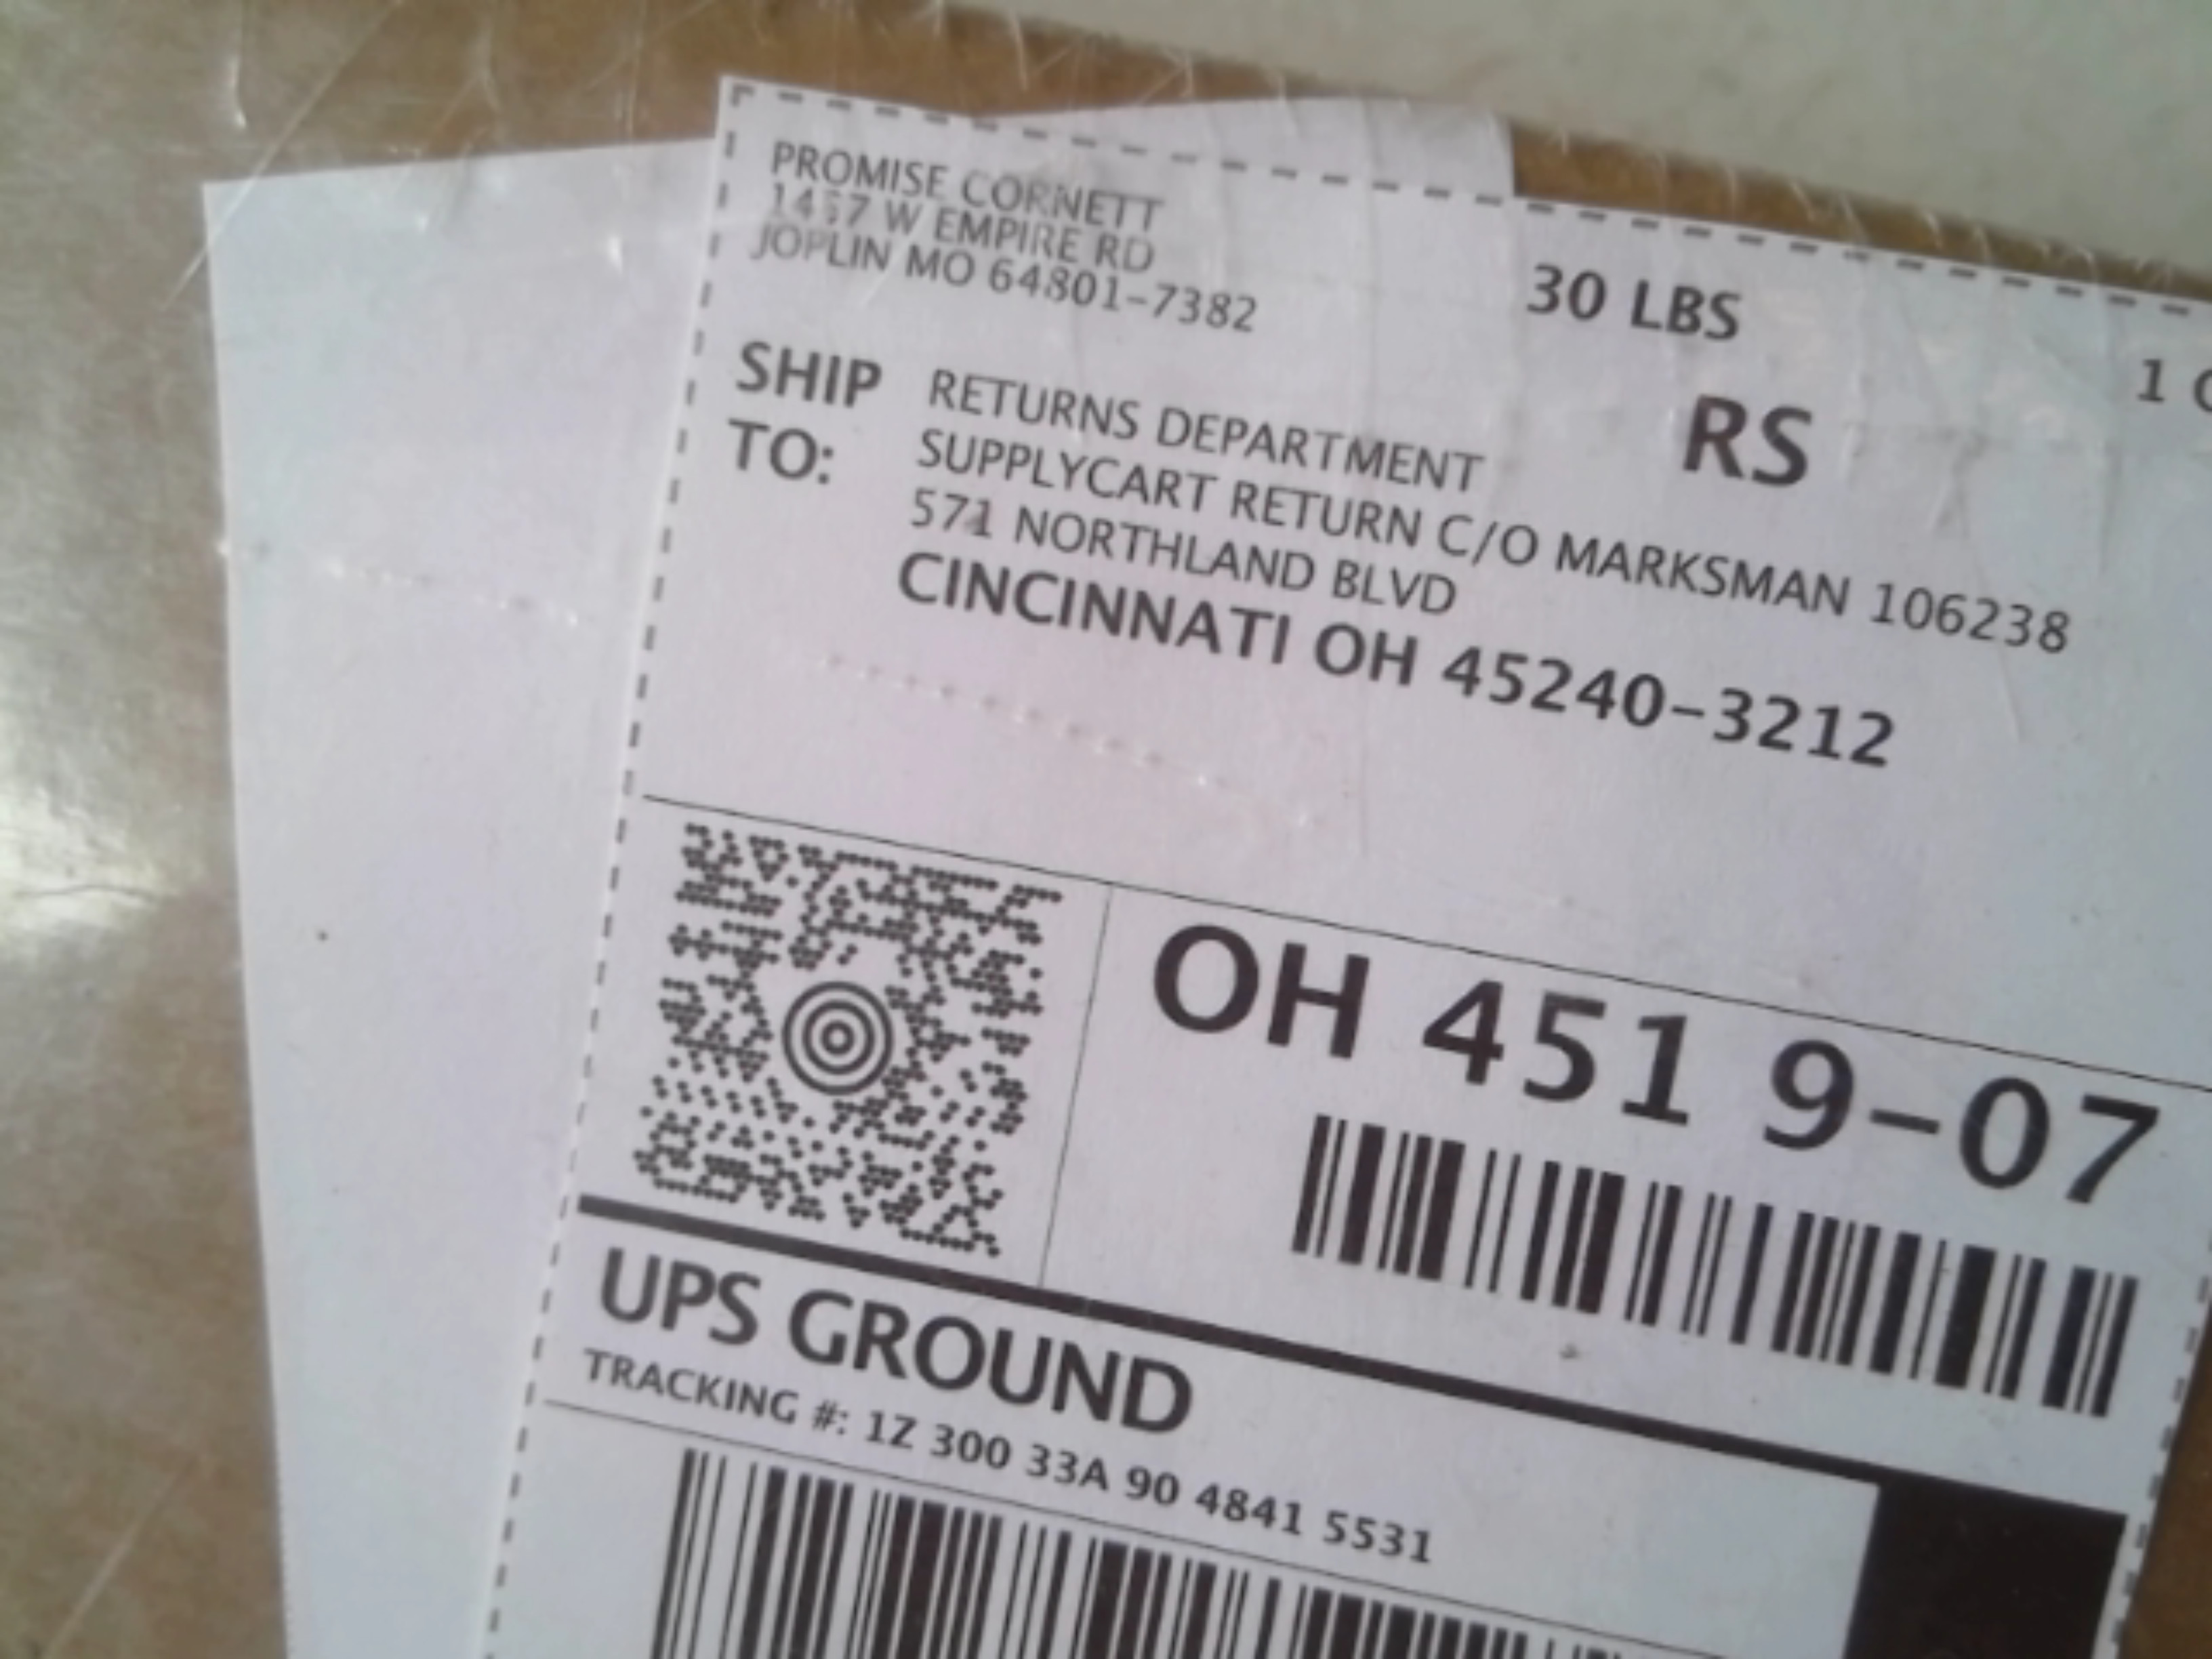 PROMISE CORNETT
W EMPIRE RD
JOPLIN MO 64801-7382
30 LBS
1
RS
SHIP TO:
RETURNS DEPARTMENT
SUPPLYCART RETURN C/O MARKSMAN 106238
571 NORTHLAND BLVD
CINCINNATI OH 45240-3212
OH 451 9-07
UPS GROUND
TRACKING #: 1Z 300 33A 90 4841 5531